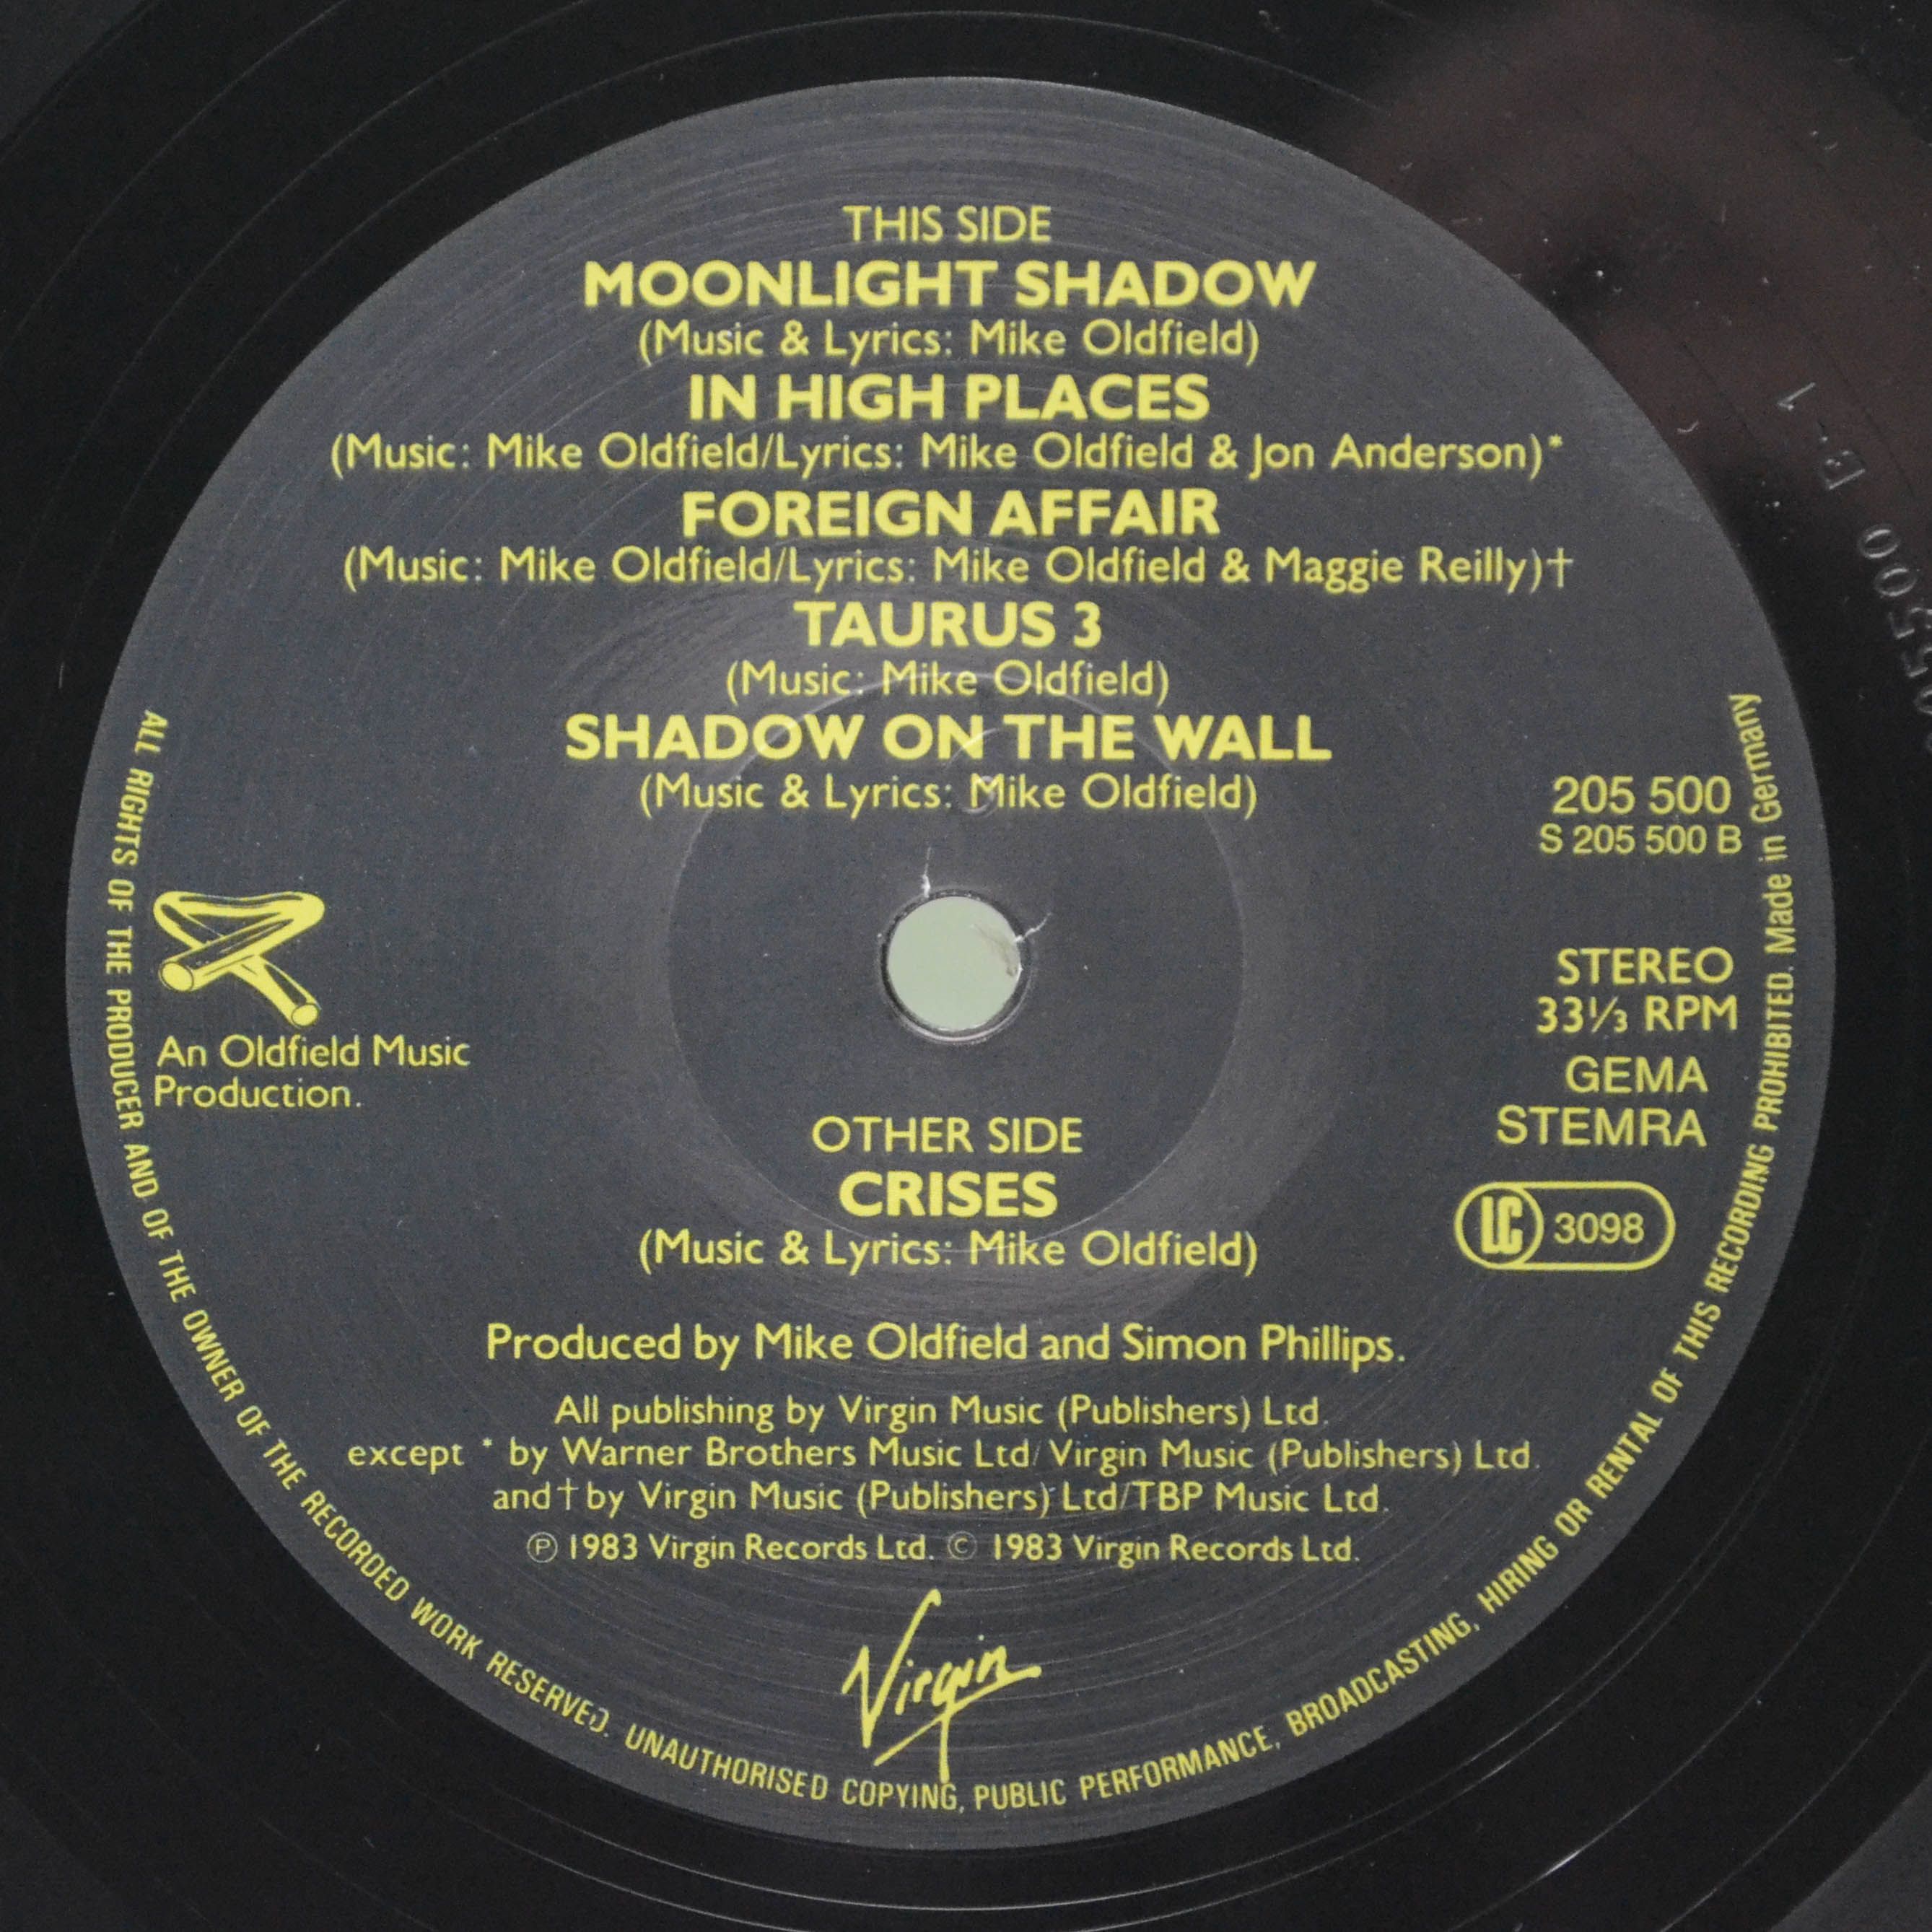 THIS SIDE
MOONLIGHT SHADOW
(Music & Lyrics: Mike Oldfield)
IN HIGH PLACES
(Music: Mike Oldfield/Lyrics: Mike Oldfield & Jon Anderson)*
FOREIGN AFFAIR
(Music: Mike Oldfield/Lyrics: Mike Oldfield & Maggie Reilly)†
TAURUS 3
(Music: Mike Oldfield)
SHADOW ON THE WALL
(Music & Lyrics: Mike Oldfield)
205 500
S 205 500 B
STEREO
33⅓ RPM
GEMA
STEMRA
LC 3098
An Oldfield Music
Production.
OTHER SIDE
CRISES
(Music & Lyrics: Mike Oldfield)
Produced by Mike Oldfield and Simon Phillips.
All publishing by Virgin Music (Publishers) Ltd.
except * by Warner Brothers Music Ltd/Virgin Music (Publishers) Ltd.
and † by Virgin Music (Publishers) Ltd/TBP Music Ltd.
℗ 1983 Virgin Records Ltd. © 1983 Virgin Records Ltd.
Virgin
ALL RIGHTS OF THE PRODUCER AND OF THE OWNER OF THE RECORDED WORK RESERVED. UNAUTHORISED COPYING, PUBLIC PERFORMANCE, BROADCASTING, HIRING OR RENTAL OF THIS RECORDING PROHIBITED. Made in Germany
205500 B-1